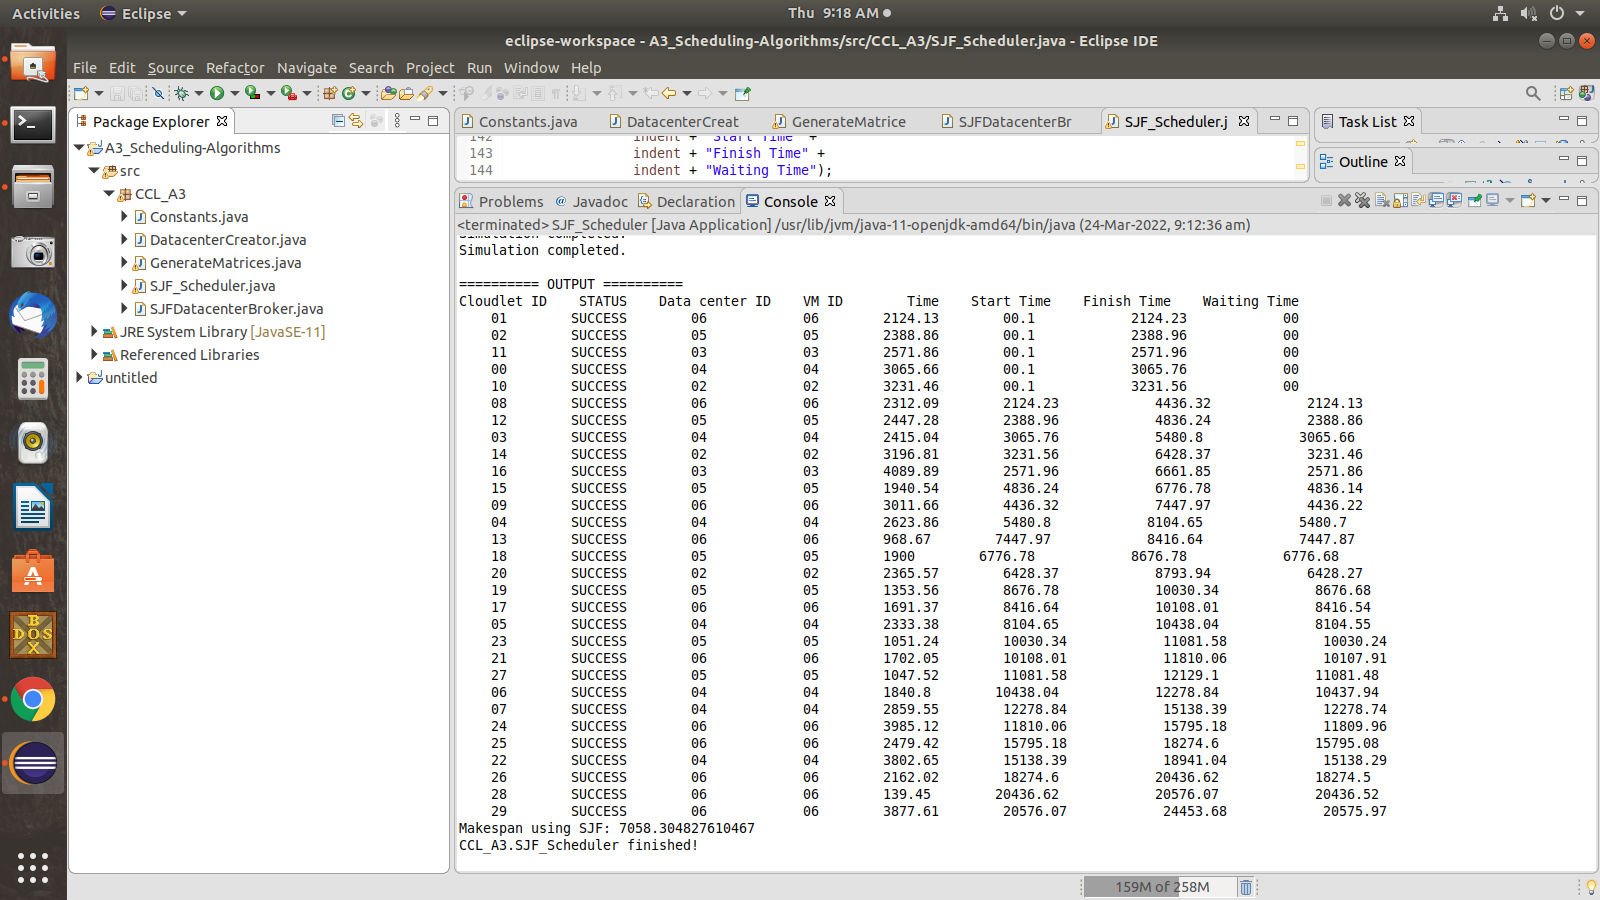 Activities Eclipse Thu 9:18 AM
eclipse-workspace - A3_Scheduling-Algorithms/src/CCL_A3/SJF_Scheduler.java - Eclipse IDE
File Edit Source Refactor Navigate Search Project Run Window Help
Package Explorer
A3_Scheduling-Algorithms
src
CCL_A3
Constants.java
DatacenterCreator.java
GenerateMatrices.java
SJF_Scheduler.java
SJFDatacenterBroker.java
JRE System Library [JavaSE-11]
Referenced Libraries
untitled
Constants.java DatacenterCreat GenerateMatrice SJFDatacenterBr SJF_Scheduler.j
142 indent + "Start Time" +
143 indent + "Finish Time" +
144 indent + "Waiting Time");
Task List
Outline
Problems Javadoc Declaration Console
<terminated> SJF_Scheduler [Java Application] /usr/lib/jvm/java-11-openjdk-amd64/bin/java (24-Mar-2022, 9:12:36 am)
Simulation completed.
Simulation completed.
========== OUTPUT ==========
Cloudlet ID STATUS Data center ID VM ID Time Start Time Finish Time Waiting Time
01 SUCCESS 06 06 2124.13 00.1 2124.23 00
02 SUCCESS 05 05 2388.86 00.1 2388.96 00
11 SUCCESS 03 03 2571.86 00.1 2571.96 00
00 SUCCESS 04 04 3065.66 00.1 3065.76 00
10 SUCCESS 02 02 3231.46 00.1 3231.56 00
08 SUCCESS 06 06 2312.09 2124.23 4436.32 2124.13
12 SUCCESS 05 05 2447.28 2388.96 4836.24 2388.86
03 SUCCESS 04 04 2415.04 3065.76 5480.8 3065.66
14 SUCCESS 02 02 3196.81 3231.56 6428.37 3231.46
16 SUCCESS 03 03 4089.89 2571.96 6661.85 2571.86
15 SUCCESS 05 05 1940.54 4836.24 6776.78 4836.14
09 SUCCESS 06 06 3011.66 4436.32 7447.97 4436.22
04 SUCCESS 04 04 2623.86 5480.8 8104.65 5480.7
13 SUCCESS 06 06 968.67 7447.97 8416.64 7447.87
18 SUCCESS 05 05 1900 6776.78 8676.78 6776.68
20 SUCCESS 02 02 2365.57 6428.37 8793.94 6428.27
19 SUCCESS 05 05 1353.56 8676.78 10030.34 8676.68
17 SUCCESS 06 06 1691.37 8416.64 10108.01 8416.54
05 SUCCESS 04 04 2333.38 8104.65 10438.04 8104.55
23 SUCCESS 05 05 1051.24 10030.34 11081.58 10030.24
21 SUCCESS 06 06 1702.05 10108.01 11810.06 10107.91
27 SUCCESS 05 05 1047.52 11081.58 12129.1 11081.48
06 SUCCESS 04 04 1840.8 10438.04 12278.84 10437.94
07 SUCCESS 04 04 2859.55 12278.84 15138.39 12278.74
24 SUCCESS 06 06 3985.12 11810.06 15795.18 11809.96
25 SUCCESS 06 06 2479.42 15795.18 18274.6 15795.08
22 SUCCESS 04 04 3802.65 15138.39 18941.04 15138.29
26 SUCCESS 06 06 2162.02 18274.6 20436.62 18274.5
28 SUCCESS 06 06 139.45 20436.62 20576.07 20436.52
29 SUCCESS 06 06 3877.61 20576.07 24453.68 20575.97
Makespan using SJF: 7058.304827610467
CCL_A3.SJF_Scheduler finished!
159M of 258M